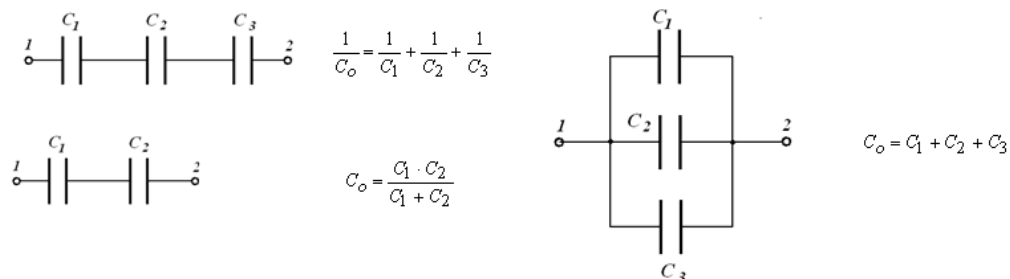 C₁ C₂ C₃
1 2
1/Cₒ = 1/C₁ + 1/C₂ + 1/C₃
C₁ C₂
1 2
Cₒ = C₁ · C₂ / C₁ + C₂
C₁
1 C₂ 2
C₃
Cₒ = C₁ + C₂ + C₃